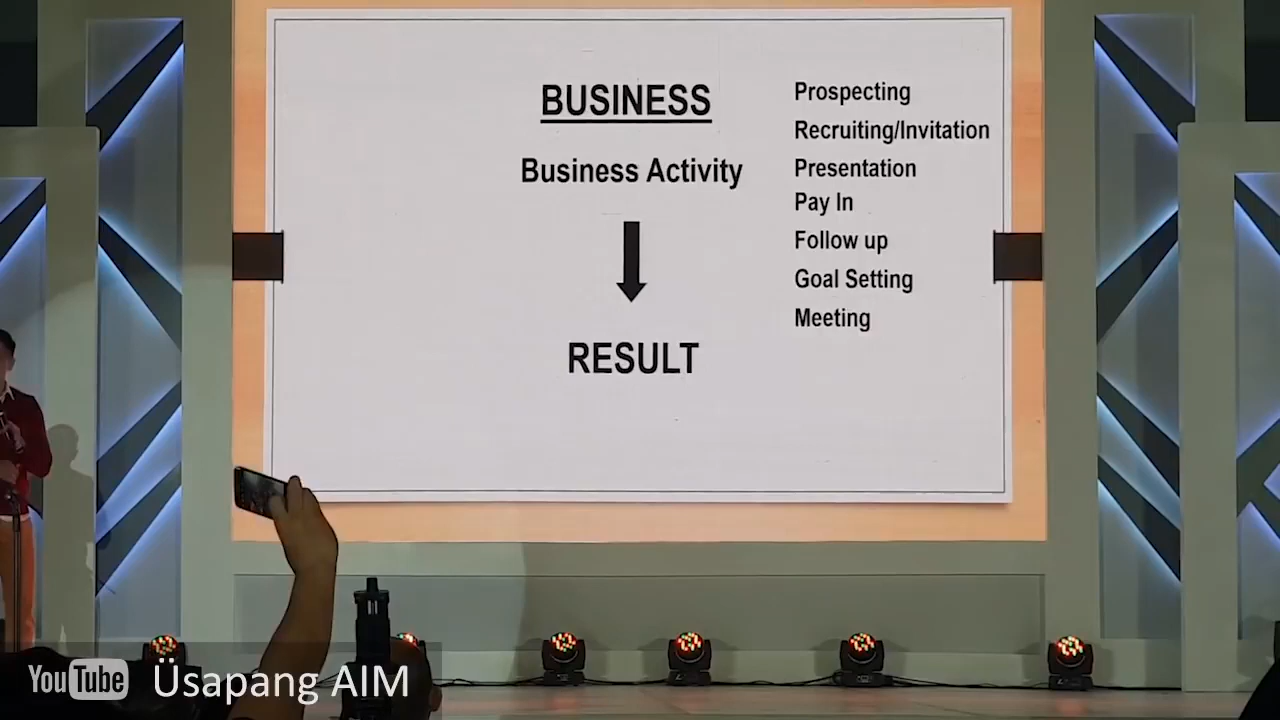 BUSINESS
Business Activity
RESULT
Prospecting
Recruiting/Invitation
Presentation
Pay In
Follow up
Goal Setting
Meeting
YouTube Üsapang AIM